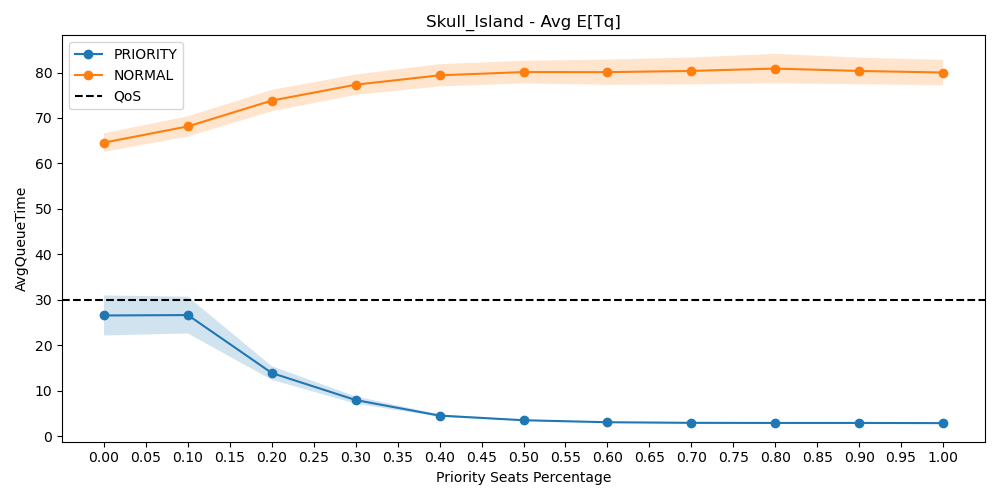 Skull_Island - Avg E[Tq]
PRIORITY
NORMAL
QoS
AvgQueueTime
80
70
60
50
40
30
20
10
0
0.00 0.05 0.10 0.15 0.20 0.25 0.30 0.35 0.40 0.45 0.50 0.55 0.60 0.65 0.70 0.75 0.80 0.85 0.90 0.95 1.00
Priority Seats Percentage